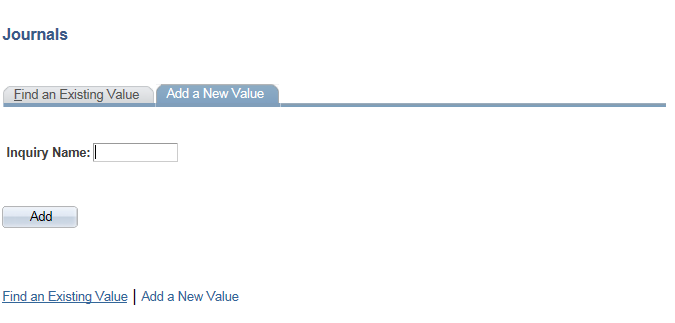 Journals
Find an Existing Value Add a New Value
Inquiry Name:
Add
Find an Existing Value | Add a New Value